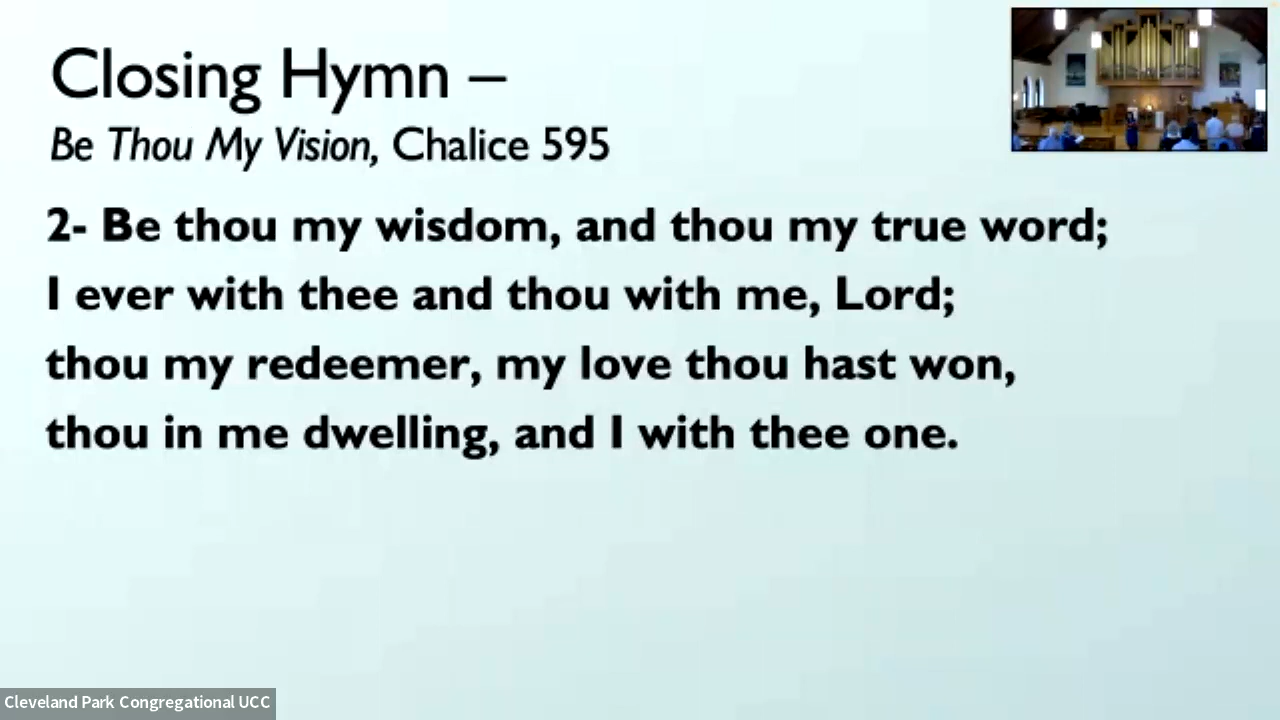 Closing Hymn –
Be Thou My Vision, Chalice 595
2- Be thou my wisdom, and thou my true word;
I ever with thee and thou with me, Lord;
thou my redeemer, my love thou hast won,
thou in me dwelling, and I with thee one.
Cleveland Park Congregational UCC